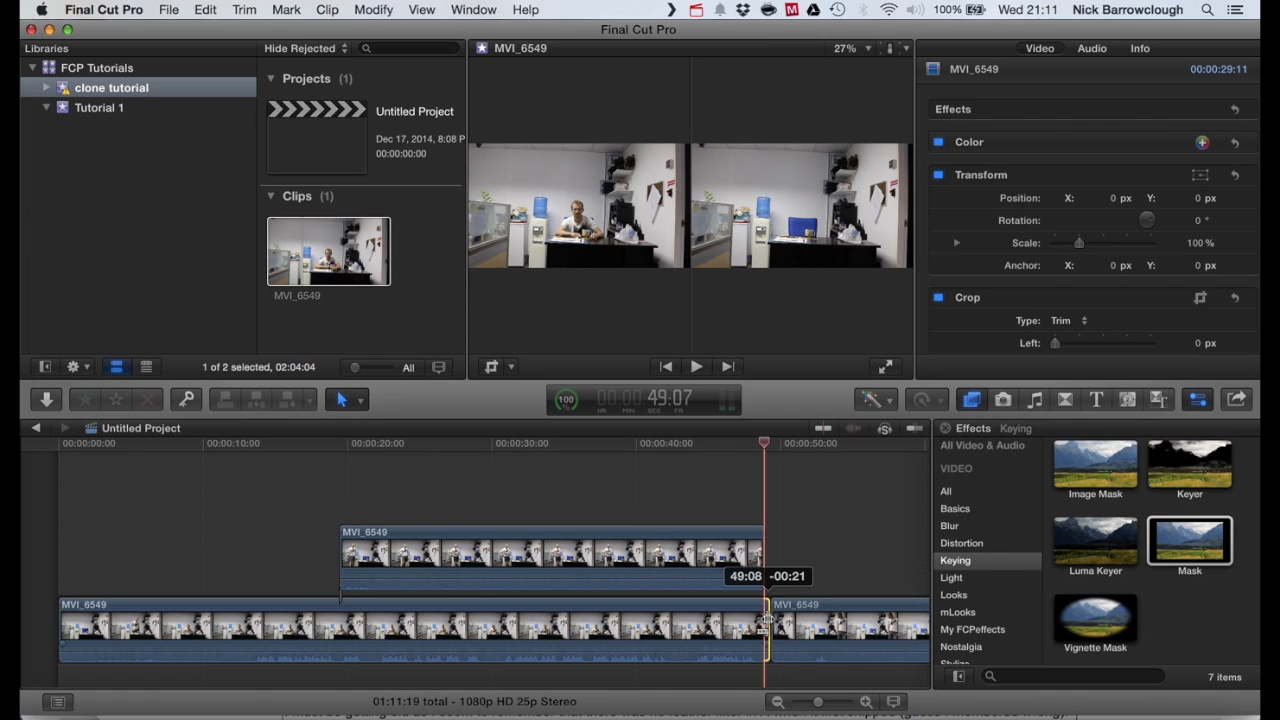 Final Cut Pro File Edit Trim Mark Clip Modify View Window Help 100% Wed 21:11 Nick Barrowclough
Final Cut Pro
Libraries
Hide Rejected
MVI_6549
27%
Video Audio Info
FCP Tutorials
clone tutorial
Tutorial 1
Projects (1)
Untitled Project
Dec 17, 2014, 8:08 P
00:00:00:00
Clips (1)
MVI_6549
MVI_6549 00:00:29:11
Effects
Color
Transform
Position: X: 0 px Y: 0 px
Rotation: 0 °
Scale: 100 %
Anchor: X: 0 px Y: 0 px
Crop
Type: Trim
Left: 0 px
1 of 2 selected, 02:04:04 All
100 00:00:49:07
HR MIN SEC FR
Untitled Project
Effects Keying
00:00:00:00 00:00:10:00 00:00:20:00 00:00:30:00 00:00:40:00 00:00:50:00
All Video & Audio
VIDEO
All
Basics
Blur
Distortion
Keying
Light
Looks
mLooks
My FCPeffects
Nostalgia
Stylize
Image Mask Keyer
Luma Keyer Mask
Vignette Mask
MVI_6549
49:08 -00:21
MVI_6549 MVI_6549
7 items
01:11:19 total - 1080p HD 25p Stereo